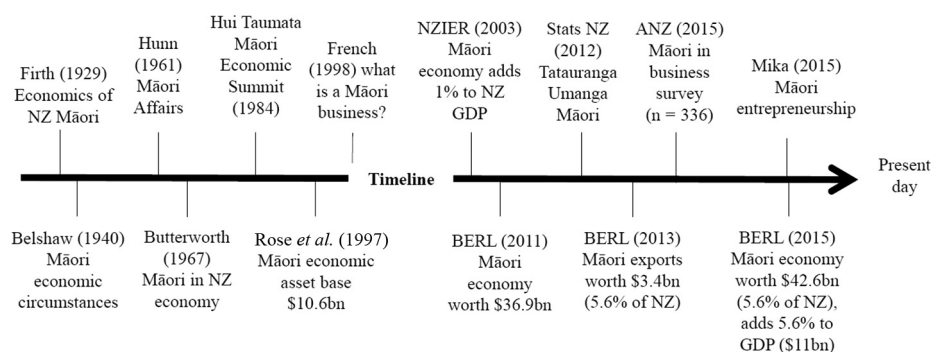 Firth (1929)
Economics of
NZ Māori
Hunn
(1961)
Māori
Affairs
Hui Taumata
Māori
Economic
Summit
(1984)
French
(1998) what
is a Māori
business?
NZIER (2003)
Māori
economy adds
1% to NZ
GDP
Stats NZ
(2012)
Tatauranga
Umanga
Māori
ANZ (2015)
Māori in
business
survey
(n = 336)
Mika (2015)
Māori
entrepreneurship
Timeline
Present
day
Belshaw (1940)
Māori
economic
circumstances
Butterworth
(1967)
Māori in NZ
economy
Rose et al. (1997)
Māori economic
asset base
$10.6bn
BERL (2011)
Māori
economy
worth $36.9bn
BERL (2013)
Māori exports
worth $3.4bn
(5.6% of NZ)
BERL (2015)
Māori economy
worth $42.6bn
(5.6% of NZ),
adds 5.6% to
GDP ($11bn)